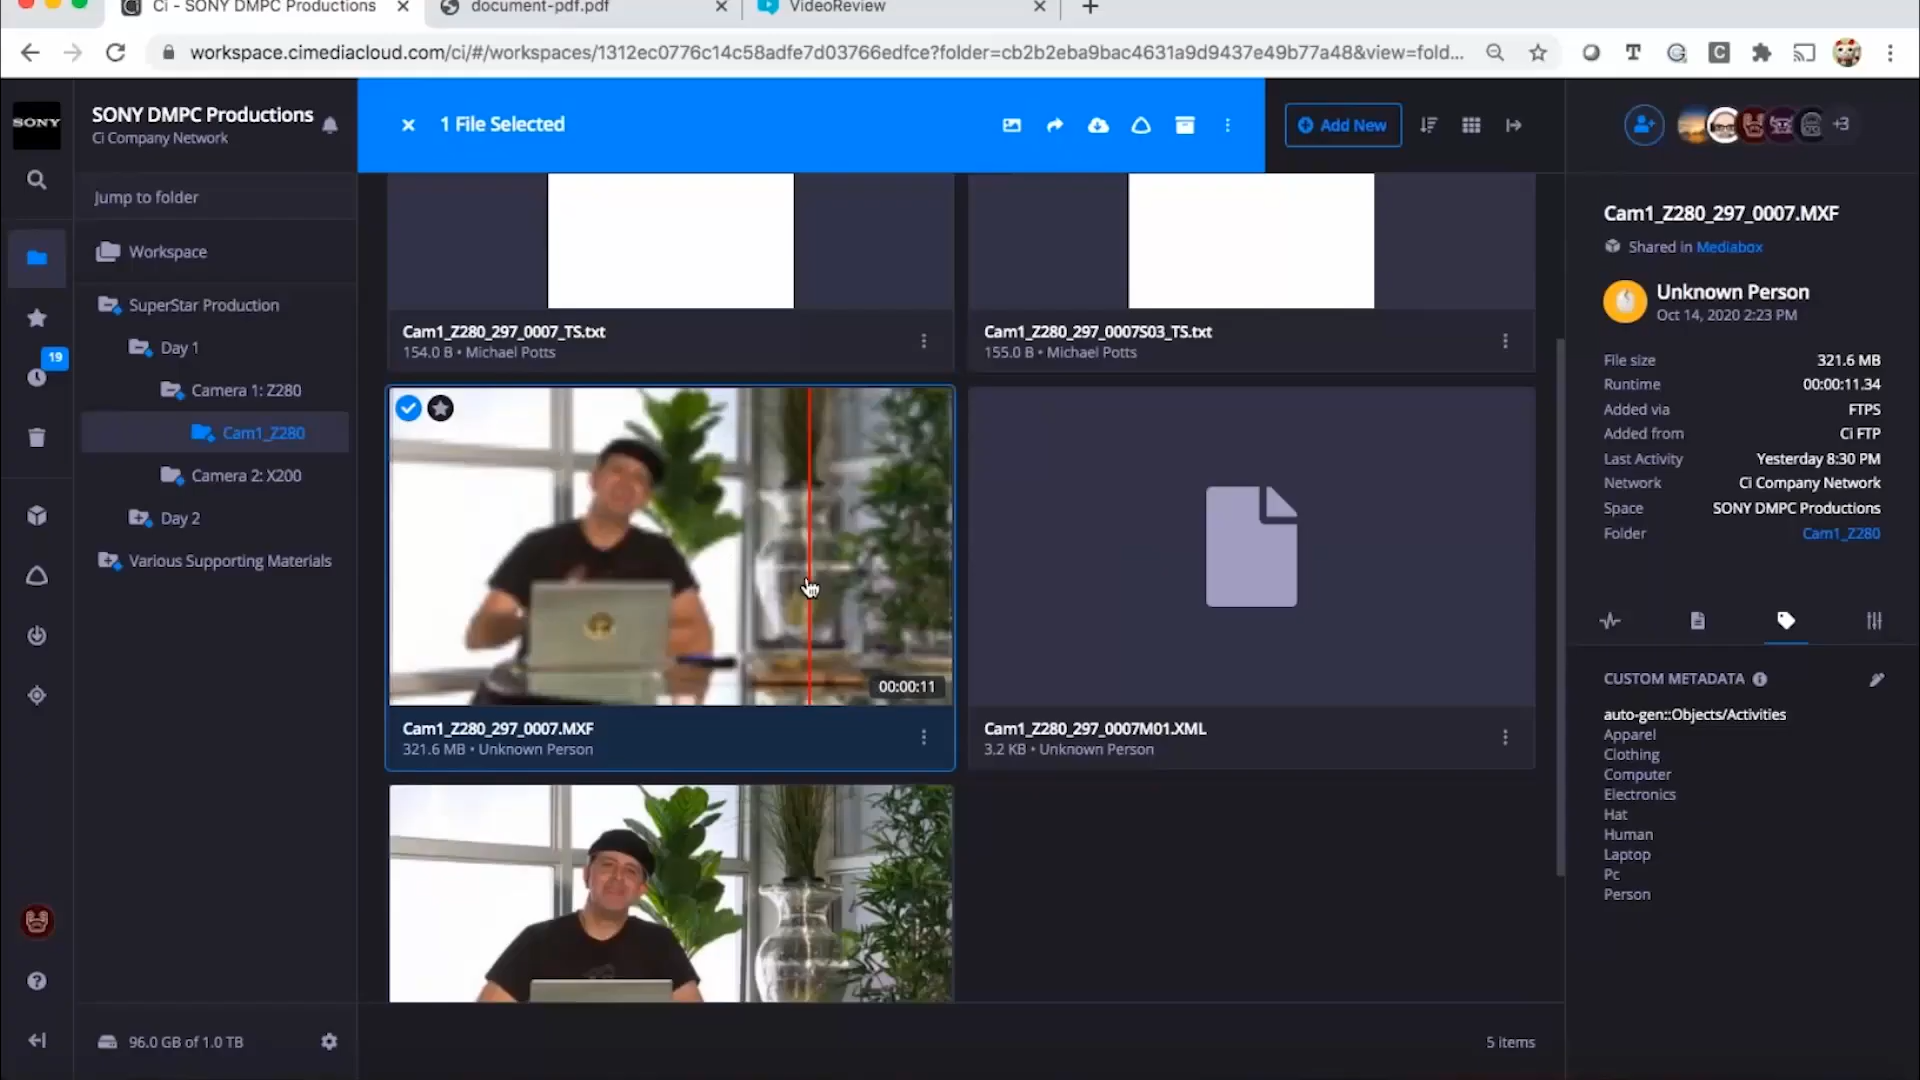 Ci - SONY DMPC Productions
document-pdf.pdf
VideoReview
workspace.cimediacloud.com/ci/#/workspaces/1312ec0776c14c58adfe7d03766edfce?folder=cb2b2eba9bac4631a9d9437e49b77a48&view=fold...
SONY
SONY DMPC Productions
Ci Company Network
1 File Selected
Add New
+3
Jump to folder
Workspace
SuperStar Production
Day 1
Camera 1: Z280
Cam1_Z280
Camera 2: X200
Day 2
Various Supporting Materials
19
96.0 GB of 1.0 TB
Cam1_Z280_297_0007_TS.txt
154.0 B • Michael Potts
Cam1_Z280_297_0007S03_TS.txt
155.0 B • Michael Potts
00:00:11
Cam1_Z280_297_0007.MXF
321.6 MB • Unknown Person
Cam1_Z280_297_0007M01.XML
3.2 KB • Unknown Person
5 items
Cam1_Z280_297_0007.MXF
Shared in Mediabox
Unknown Person
Oct 14, 2020 2:23 PM
File size 321.6 MB
Runtime 00:00:11.34
Added via FTPS
Added from Ci FTP
Last Activity Yesterday 8:30 PM
Network Ci Company Network
Space SONY DMPC Productions
Folder Cam1_Z280
CUSTOM METADATA
auto-gen::Objects/Activities
Apparel
Clothing
Computer
Electronics
Hat
Human
Laptop
Pc
Person